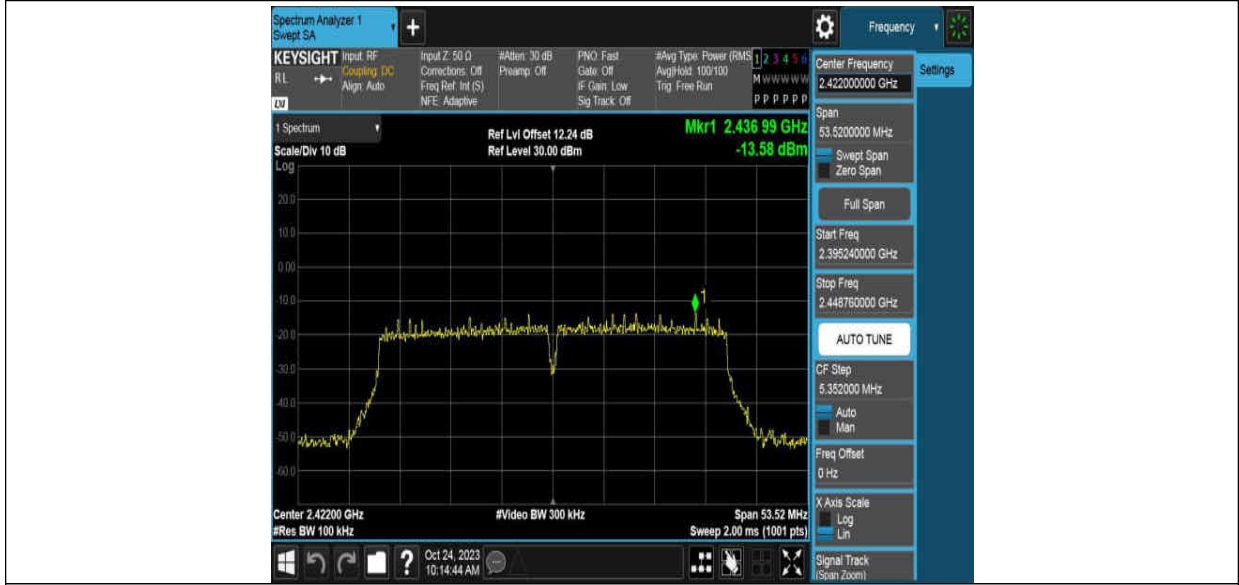 Spectrum Analyzer 1
Swept SA
+
Frequency
KEYSIGHT
RL
LV
Input: RF
Coupling: DC
Align: Auto
Input Z: 50 Ω
Corrections: Off
Freq Ref: Int (S)
NFE: Adaptive
#Atten: 30 dB
Preamp: Off
PNO: Fast
Gate: Off
IF Gain: Low
Sig Track: Off
#Avg Type: Power (RMS
Avg|Hold: 100/100
Trig: Free Run
1 2 3 4 5 6
M W W W W W
P P P P P P
1 Spectrum
Scale/Div 10 dB
Log
Ref Lvl Offset 12.24 dB
Ref Level 30.00 dBm
Mkr1 2.436 99 GHz
-13.58 dBm
20.0
10.0
0.00
-10.0
-20.0
-30.0
-40.0
-50.0
-60.0
1
Center 2.42200 GHz
#Res BW 100 kHz
#Video BW 300 kHz
Span 53.52 MHz
Sweep 2.00 ms (1001 pts)
?
Oct 24, 2023
10:14:44 AM
Center Frequency
2.422000000 GHz
Settings
Span
53.5200000 MHz
Swept Span
Zero Span
Full Span
Start Freq
2.395240000 GHz
Stop Freq
2.448760000 GHz
AUTO TUNE
CF Step
5.352000 MHz
Auto
Man
Freq Offset
0 Hz
X Axis Scale
Log
Lin
Signal Track
(Span Zoom)